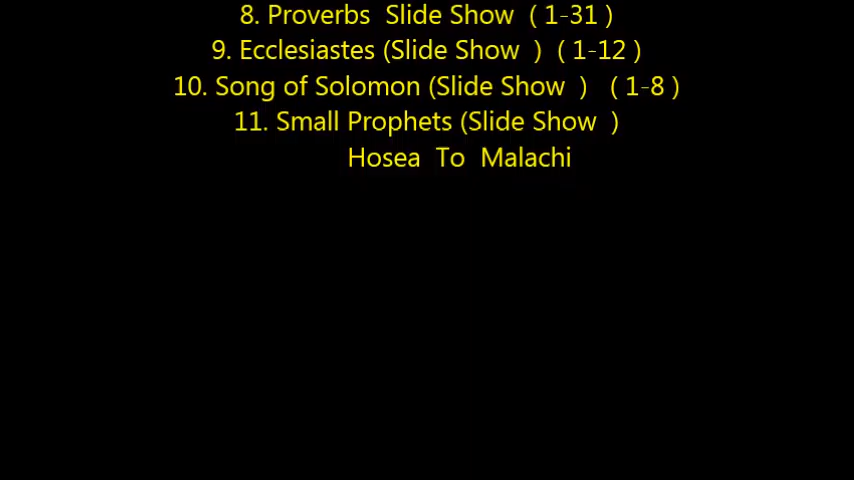 8. Proverbs  Slide Show  ( 1-31 )
9. Ecclesiastes (Slide Show  )  ( 1-12 )
10. Song of Solomon (Slide Show  )   ( 1-8 )
11. Small Prophets (Slide Show  )
Hosea  To  Malachi